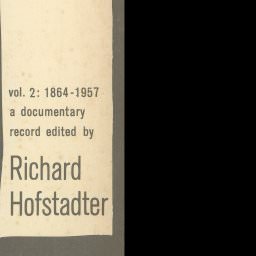 vol. 2: 1864-1957
a documentary
record edited by
Richard
Hofstadter